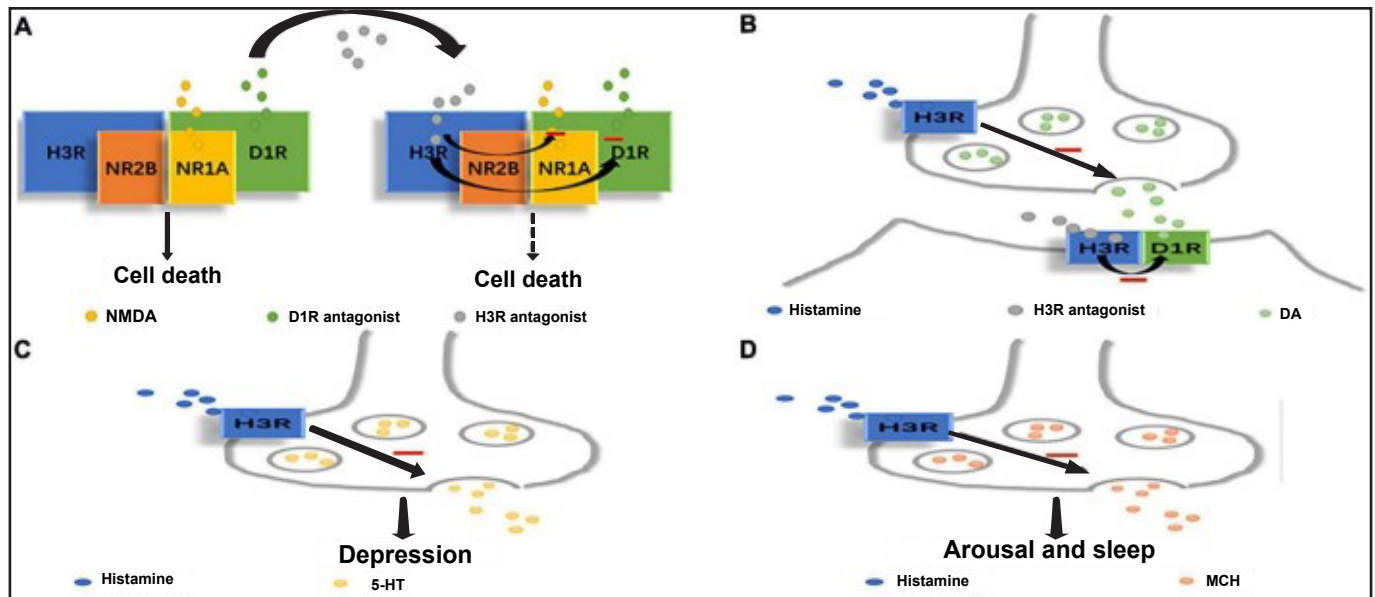 A
H3R
NR2B
NR1A
D1R
H3R
NR2B
NR1A
D1R
Cell death
Cell death
NMDA
D1R antagonist
H3R antagonist
B
H3R
H3R
D1R
Histamine
H3R antagonist
DA
C
H3R
Depression
Histamine
5-HT
D
H3R
Arousal and sleep
Histamine
MCH